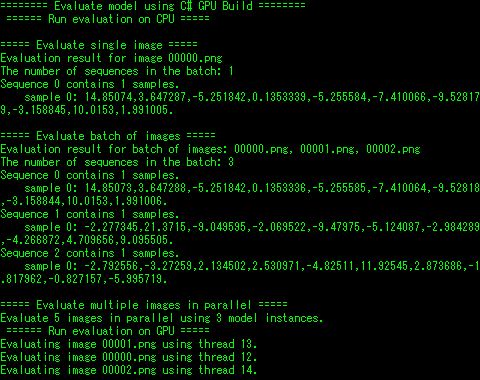 ======== Evaluate model using C# GPU Build ========
 ====== Run evaluation on CPU =====
===== Evaluate single image =====
Evaluation result for image 00000.png
The number of sequences in the batch: 1
Sequence 0 contains 1 samples.
    sample 0: 14.85074,3.647287,-5.251842,0.1353339,-5.255584,-7.410066,-9.52817
9,-3.158845,10.0153,1.991005.
===== Evaluate batch of images =====
Evaluation result for batch of images: 00000.png, 00001.png, 00002.png
The number of sequences in the batch: 3
Sequence 0 contains 1 samples.
    sample 0: 14.85074,3.647288,-5.251842,0.1353336,-5.255585,-7.410064,-9.52818
,-3.158844,10.0153,1.991006.
Sequence 1 contains 1 samples.
    sample 0: -2.277345,21.3715,-9.049595,-2.069522,-9.47975,-5.124087,-2.984289
,-4.266872,4.709656,9.095505.
Sequence 2 contains 1 samples.
    sample 0: -2.792556,-3.27259,2.134502,2.530971,-4.82511,11.92545,2.873686,-1
.817962,-0.827157,-5.995719.
===== Evaluate multiple images in parallel =====
Evaluate 5 images in parallel using 3 model instances.
 ====== Run evaluation on GPU =====
Evaluating image 00001.png using thread 13.
Evaluating image 00000.png using thread 12.
Evaluating image 00002.png using thread 14.